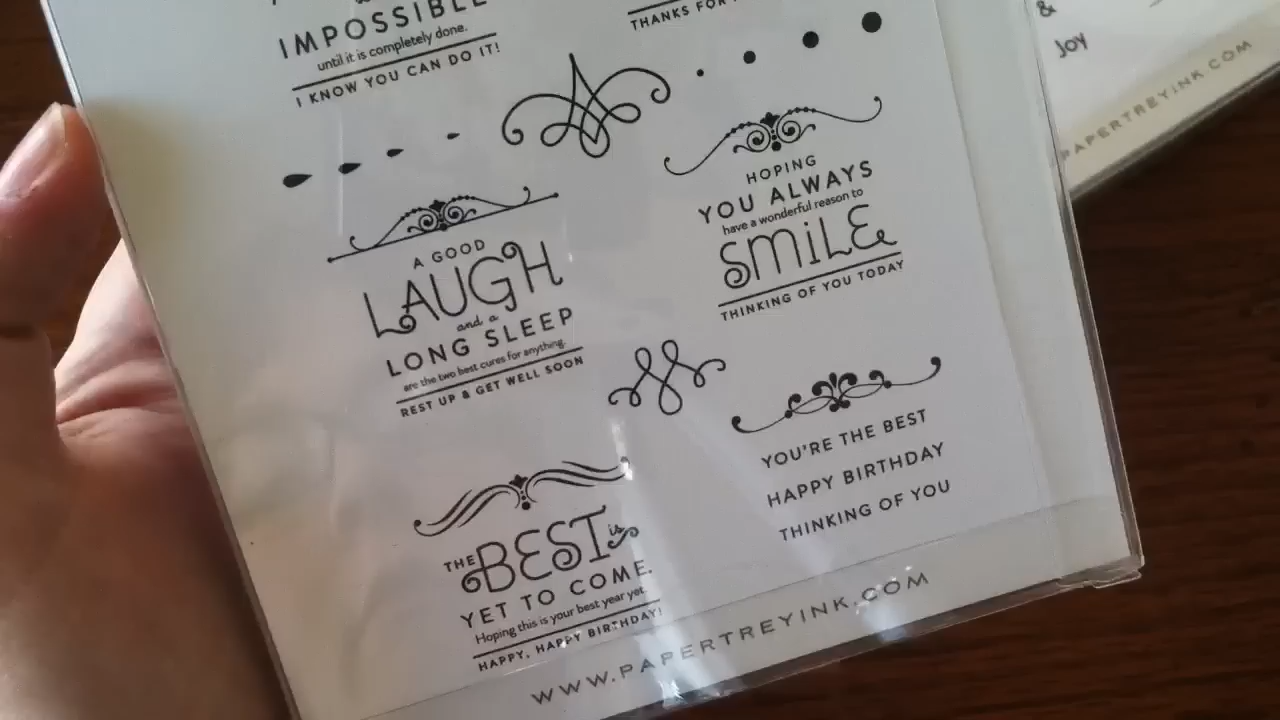 IMPOSSIBLE
until it is completely done.
I KNOW YOU CAN DO IT!
THANKS FOR
A GOOD
LAUGH
and a
LONG SLEEP
are the two best cures for anything.
REST UP & GET WELL SOON
HOPING
YOU ALWAYS
have a wonderful reason to
SMILE
THINKING OF YOU TODAY
THE BEST is
YET TO COME.
Hoping this is your best year yet.
HAPPY, HAPPY BIRTHDAY!
YOU'RE THE BEST
HAPPY BIRTHDAY
THINKING OF YOU
WWW.PAPERTREYINK.COM
&
Joy
PAPERTREYINK.COM